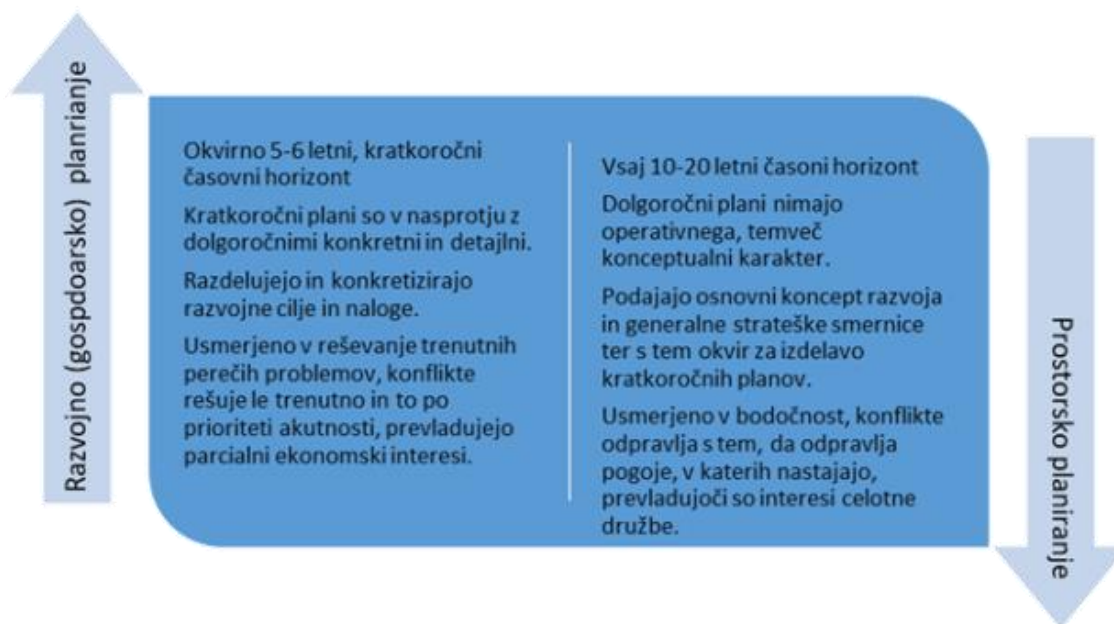 Razvojno (gospdoarsko) planrianje
Okvirno 5-6 letni, kratkoročni
časovni horizont
Kratkoročni plani so v nasprotju z
dolgoročnimi konkretni in detajlni.
Razdelujejo in konkretizirajo
razvojne cilje in naloge.
Usmerjeno v reševanje trenutnih
perečih problemov, konflikte
rešuje le trenutno in to po
prioriteti akutnosti, prevladujejo
parcialni ekonomski interesi.
Vsaj 10-20 letni časoni horizont
Dolgoročni plani nimajo
operativnega, temveč
konceptualni karakter.
Podajajo osnovni koncept razvoja
in generalne strateške smernice
ter s tem okvir za izdelavo
kratkoročnih planov.
Usmerjeno v bodočnost, konflikte
odpravlja s tem, da odpravlja
pogoje, v katerih nastajajo,
prevladujoči so interesi celotne
družbe.
Prostorsko planiranje